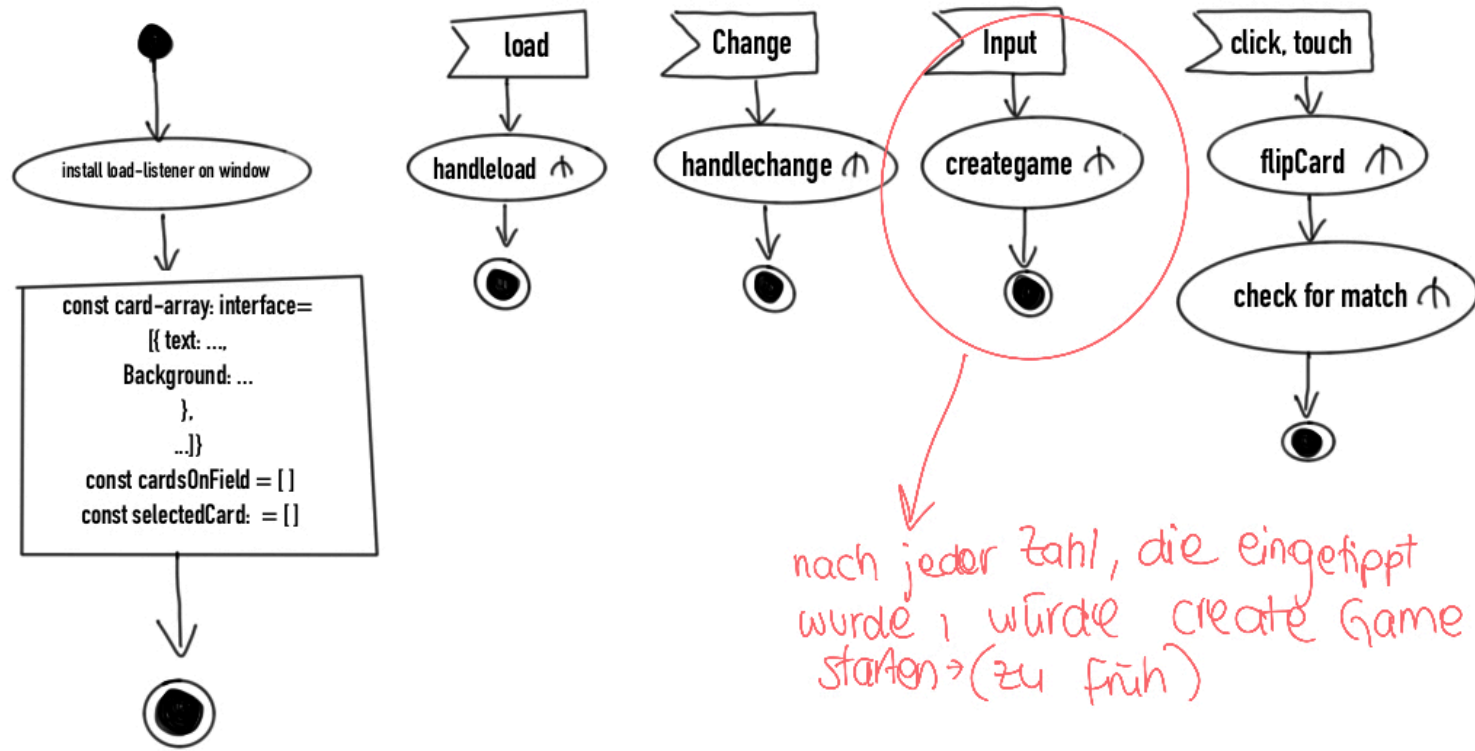 install load-listener on window
const card-array: interface=
[{ text: ...,
Background: ...
},
...]}
const cardsOnField = [ ]
const selectedCard: = [ ]
load
handleload
Change
handlechange
Input
creategame
click, touch
flipCard
check for match
nach jeder Zahl, die eingetippt
wurde, würde create Game
starten → (zu früh)